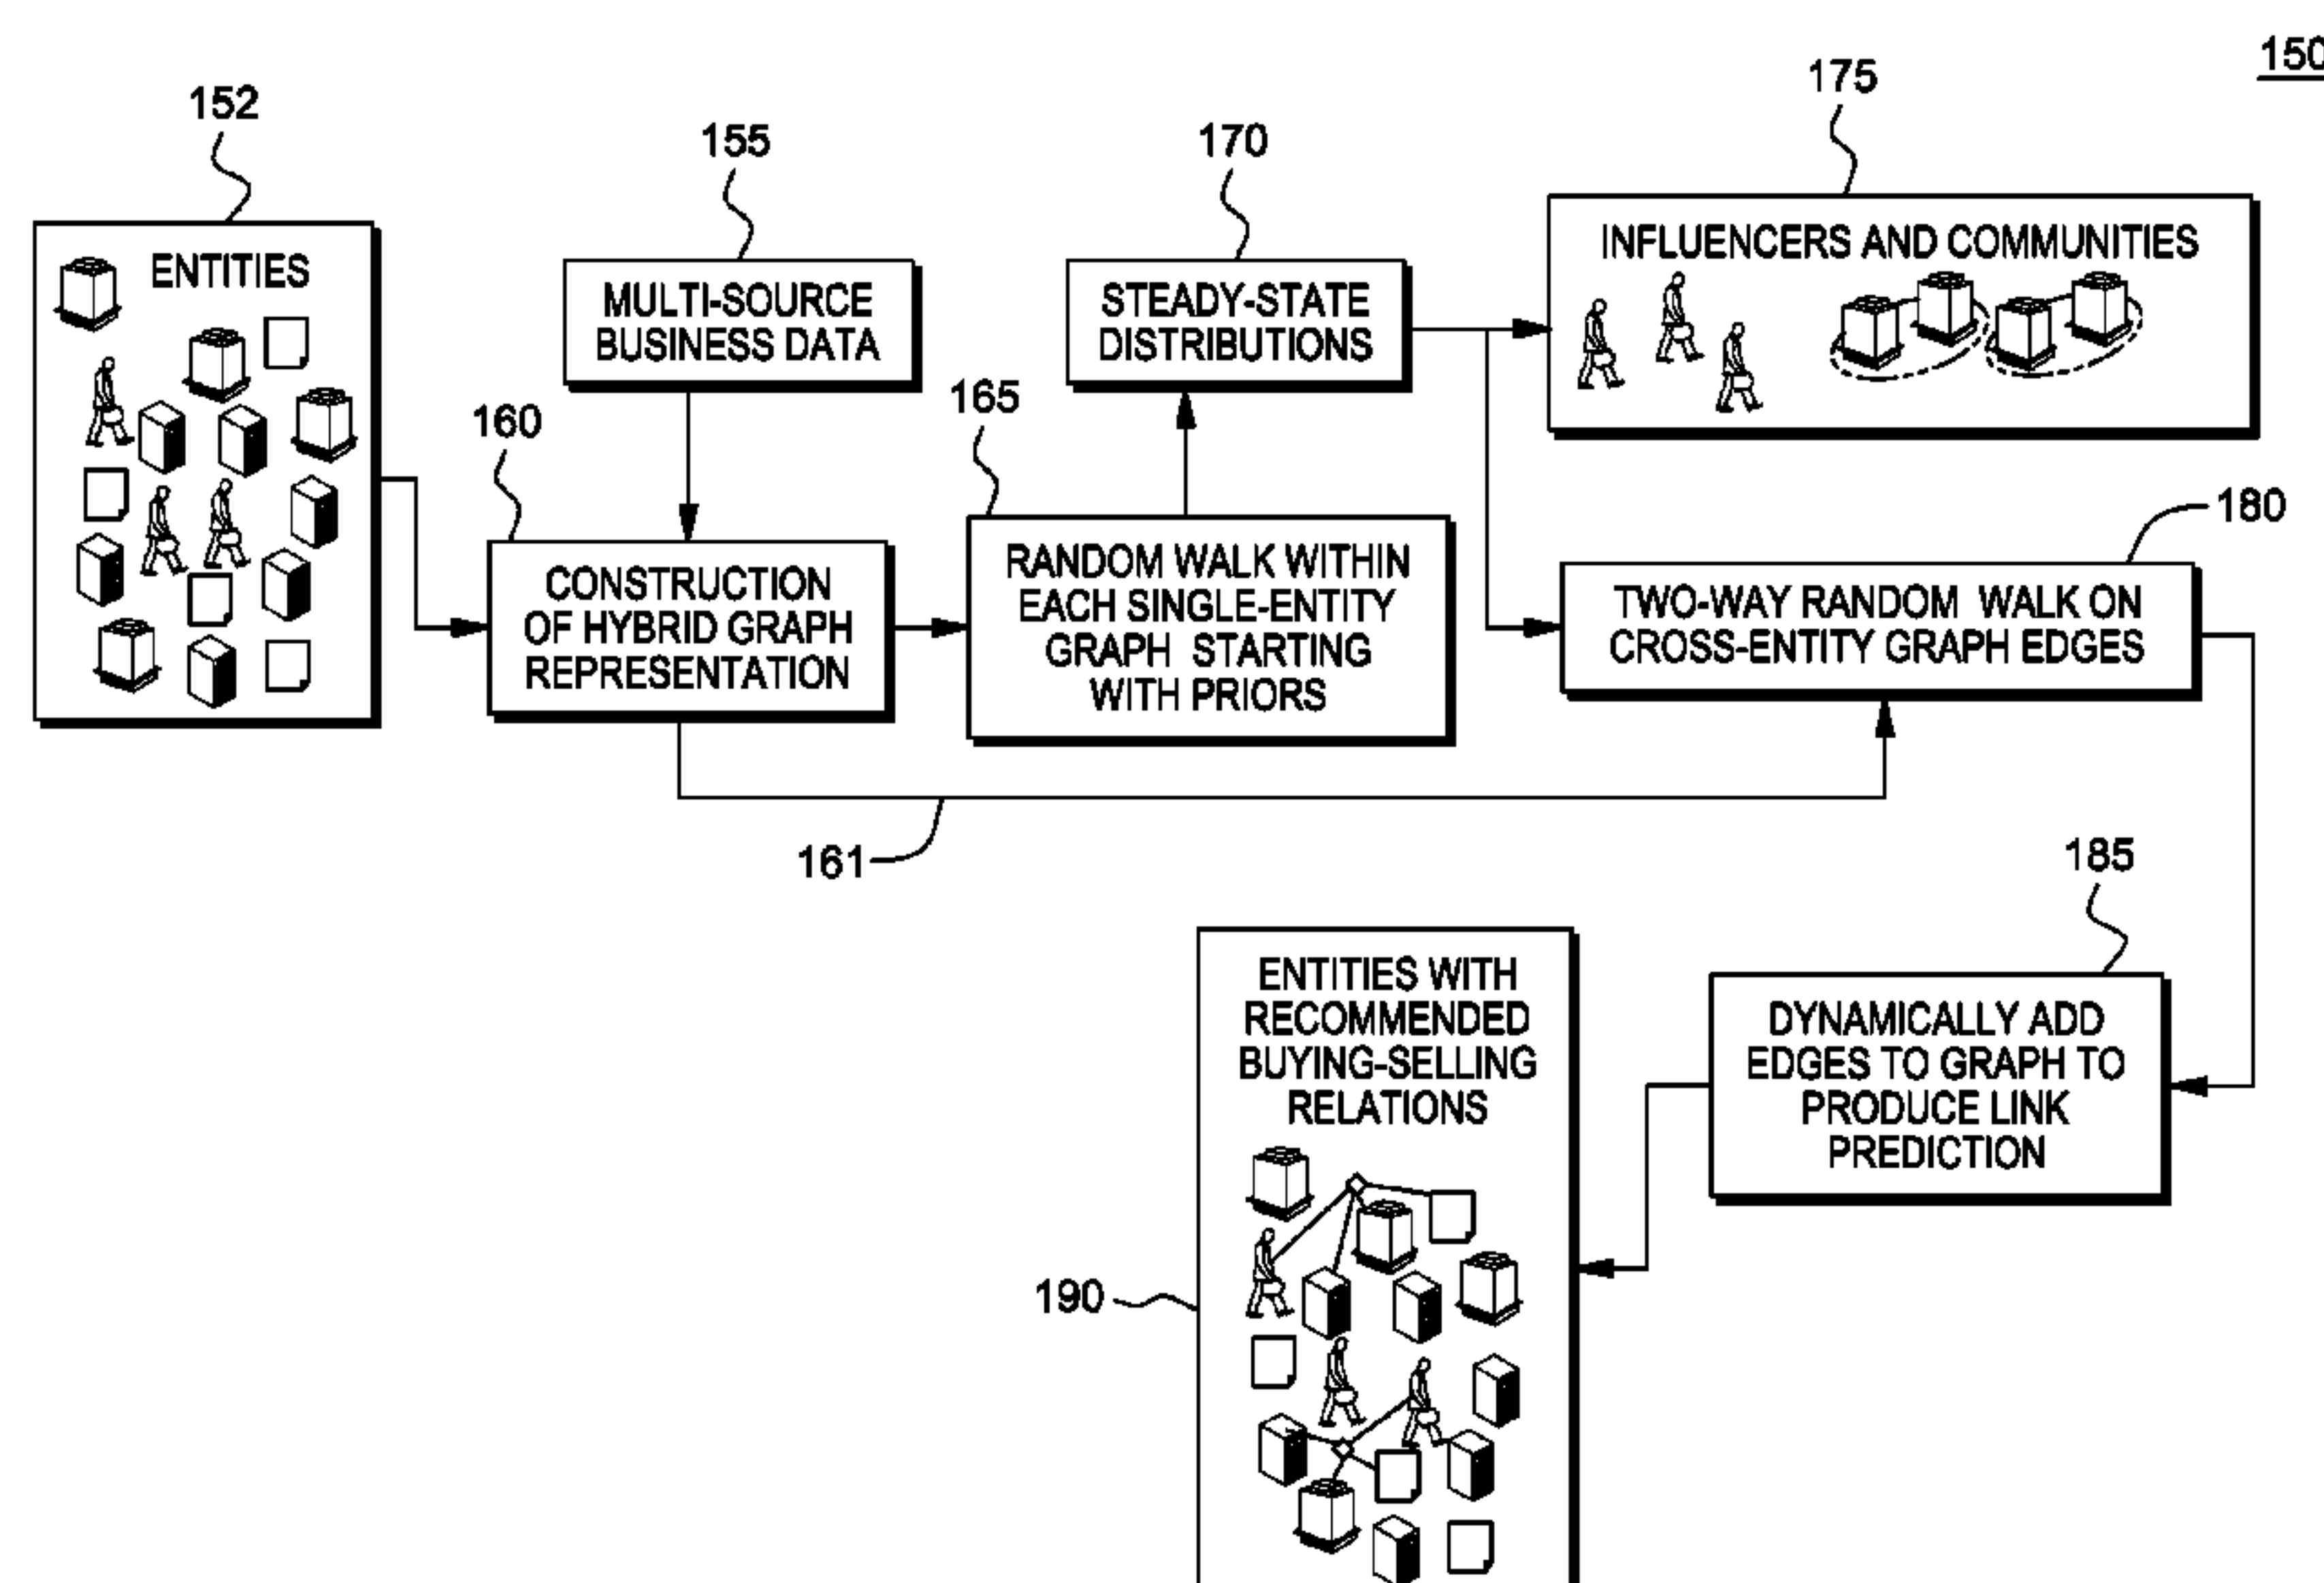 150
152
155
170
175
ENTITIES
MULTI-SOURCE
BUSINESS DATA
STEADY-STATE
DISTRIBUTIONS
INFLUENCERS AND COMMUNITIES
160
165
180
CONSTRUCTION
OF HYBRID GRAPH
REPRESENTATION
RANDOM WALK WITHIN
EACH SINGLE-ENTITY
GRAPH STARTING
WITH PRIORS
TWO-WAY RANDOM WALK ON
CROSS-ENTITY GRAPH EDGES
161
185
ENTITIES WITH
RECOMMENDED
BUYING-SELLING
RELATIONS
DYNAMICALLY ADD
EDGES TO GRAPH TO
PRODUCE LINK
PREDICTION
190